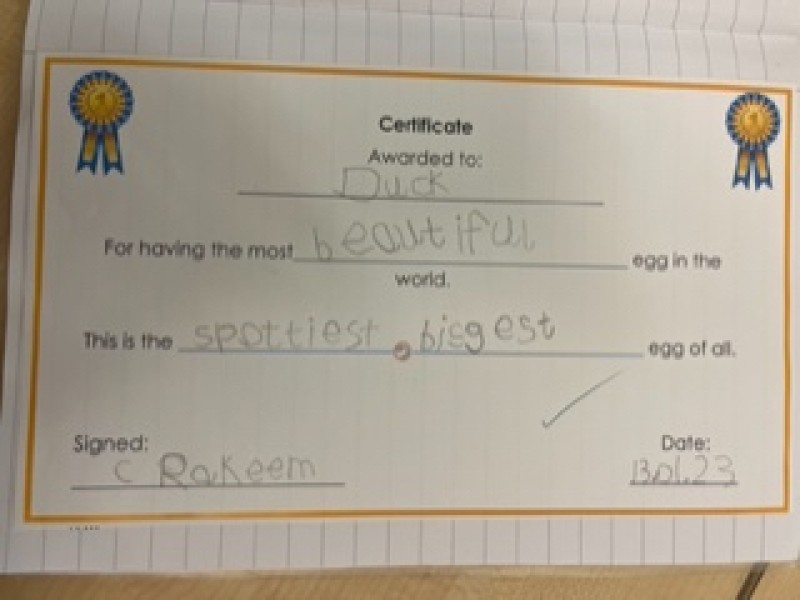 Certificate
Awarded to:
Duck
For having the most beautiful egg in the
world.
This is the spottiest . bisgest egg of all.
Signed:
Date:
C Rakeem
13.01.23